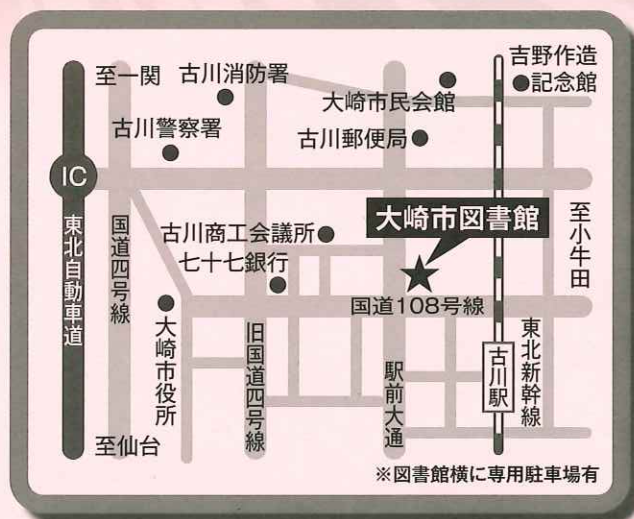 至一関
古川消防署
吉野作造
記念館
大崎市民会館
古川警察署
古川郵便局
IC
大崎市図書館
古川商工会議所
七十七銀行
至小牛田
東北自動車道
国道四号線
国道108号線
大崎市役所
旧国道四号線
駅前大通
古川駅
東北新幹線
至仙台
※図書館横に専用駐車場有